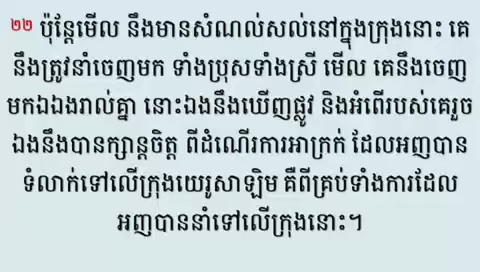 ២២ ប៉ុន្តែមើល នឹងមានសំណល់សល់នៅក្នុងក្រុងនោះ គេ
នឹងត្រូវនាំចេញមក ទាំងប្រុសទាំងស្រី មើល គេនឹងចេញ
មកឯឯងរាល់គ្នា នោះឯងនឹងឃើញផ្លូវ និងអំពើរបស់គេរួច
ឯងនឹងបានក្សាន្តចិត្ត ពីដំណើរការអាក្រក់ ដែលអញបាន
ទំលាក់ទៅលើក្រុងយេរូសាឡិម គឺពីគ្រប់ទាំងការដែល
អញបាននាំទៅលើក្រុងនោះ។